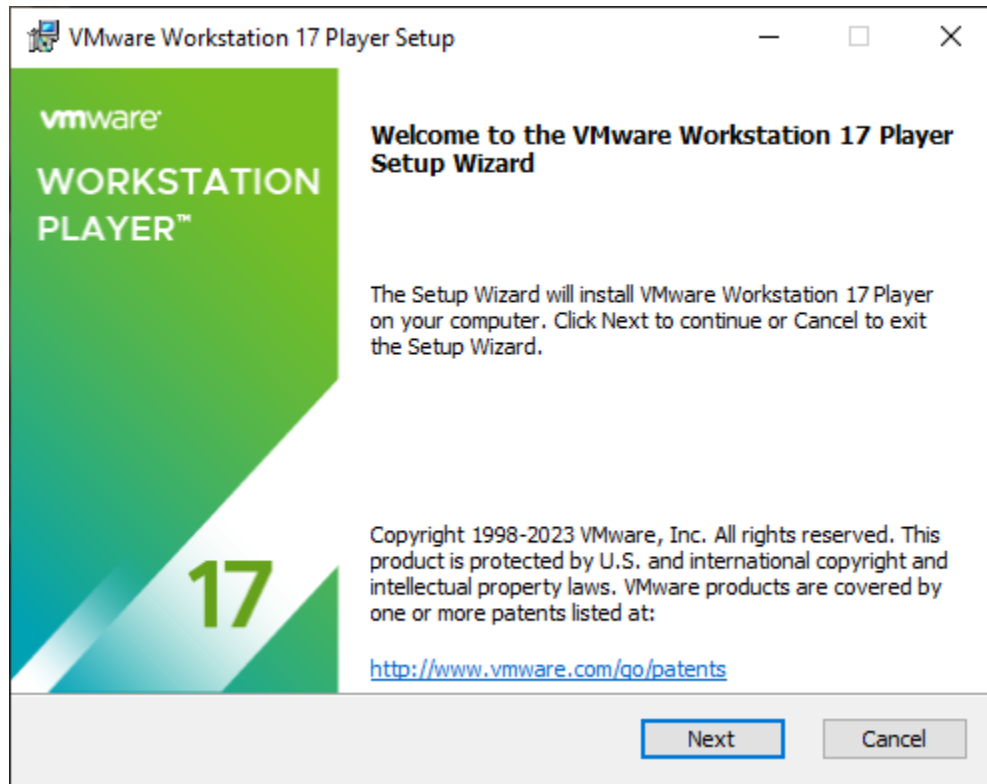 VMware Workstation 17 Player Setup
vmware®
WORKSTATION
PLAYER™
Welcome to the VMware Workstation 17 Player
Setup Wizard
The Setup Wizard will install VMware Workstation 17 Player
on your computer. Click Next to continue or Cancel to exit
the Setup Wizard.
Copyright 1998-2023 VMware, Inc. All rights reserved. This
product is protected by U.S. and international copyright and
intellectual property laws. VMware products are covered by
one or more patents listed at:
http://www.vmware.com/go/patents
17
Next
Cancel